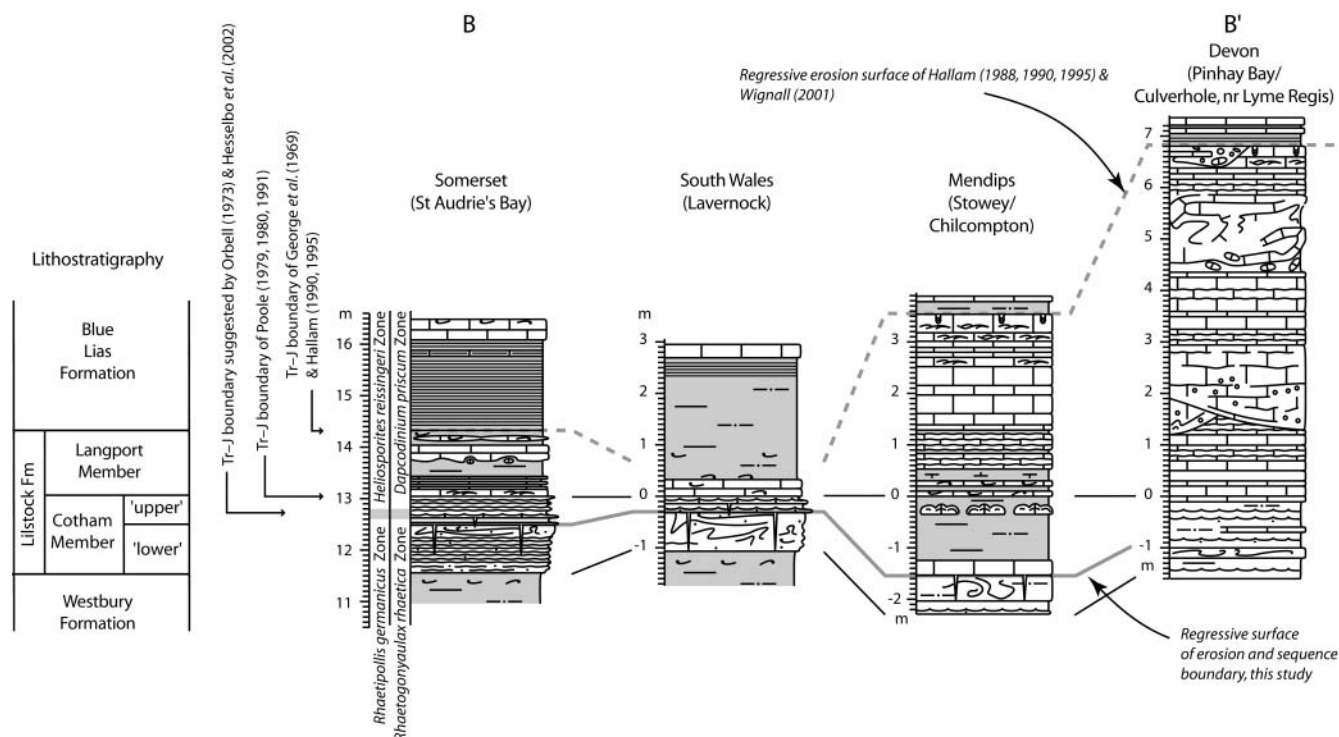 B
B'
Devon
(Pinhay Bay/
Culverhole, nr Lyme Regis)
Regressive erosion surface of Hallam (1988, 1990, 1995) &
Wignall (2001)
Somerset
(St Audrie's Bay)
South Wales
(Lavernock)
Mendips
(Stowey/
Chilcompton)
Lithostratigraphy
Blue
Lias
Formation
Lilstock Fm
Langport
Member
Cotham
Member
'upper'
'lower'
Westbury
Formation
Tr–J boundary suggested by Orbell (1973) & Hesselbo et al. (2002)
Tr–J boundary of Poole (1979, 1980, 1991)
Tr–J boundary of George et al. (1969)
& Hallam (1990, 1995)
m
16
15
14
13
12
11
Heliosporites reissingeri Zone
Dapcodinium priscum Zone
Rhaetipollis germanicus Zone
Rhaetogonyaulax rhaetica Zone
m
3
2
1
0
-1
m
3
2
1
0
-1
-2
m
7
6
5
4
3
2
1
0
-1
m
Regressive surface
of erosion and sequence
boundary, this study